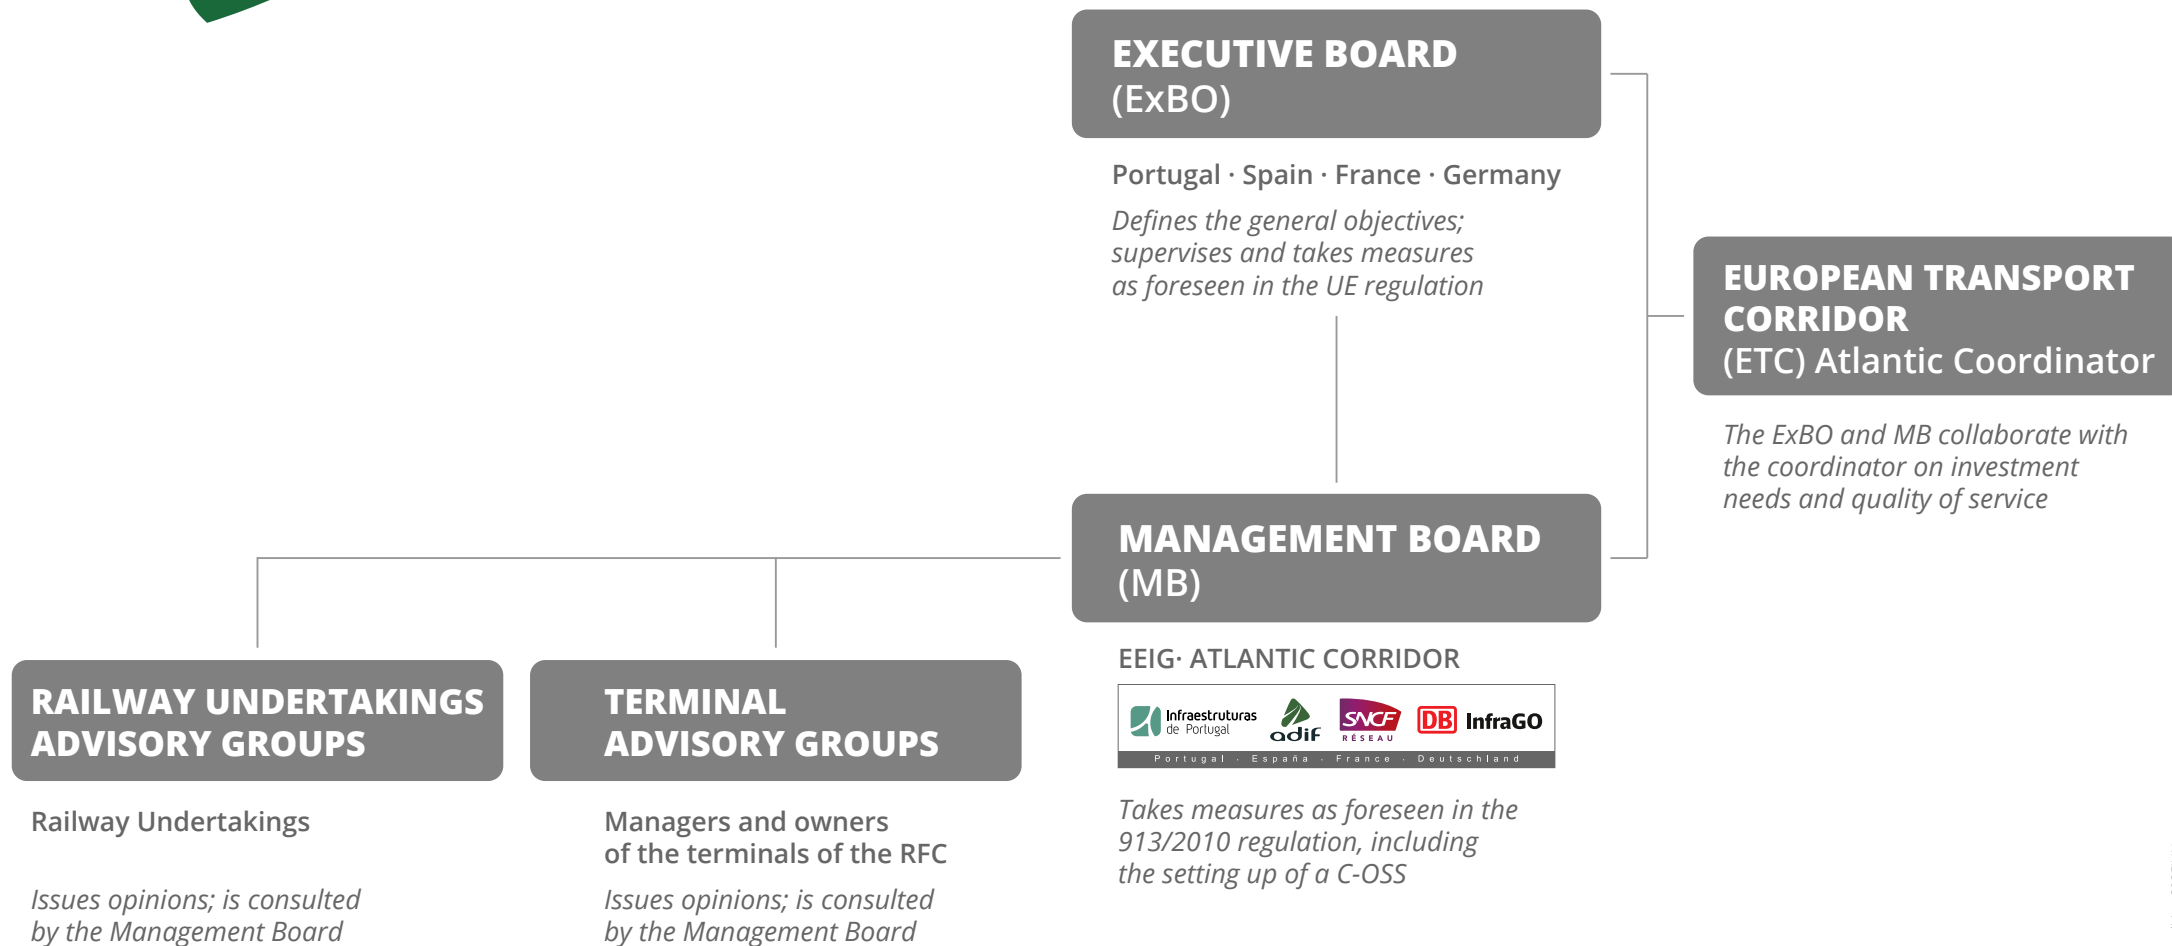 EXECUTIVE BOARD
(ExBO)
Portugal · Spain · France · Germany
Defines the general objectives;
supervises and takes measures
as foreseen in the UE regulation
EUROPEAN TRANSPORT
CORRIDOR
(ETC) Atlantic Coordinator
The ExBO and MB collaborate with
the coordinator on investment
needs and quality of service
MANAGEMENT BOARD
(MB)
EEIG· ATLANTIC CORRIDOR
Infraestruturas
de Portugal
adif
SNCF
RÉSEAU
DB InfraGO
Portugal · España · France · Deutschland
Takes measures as foreseen in the
913/2010 regulation, including
the setting up of a C-OSS
RAILWAY UNDERTAKINGS
ADVISORY GROUPS
Railway Undertakings
Issues opinions; is consulted
by the Management Board
TERMINAL
ADVISORY GROUPS
Managers and owners
of the terminals of the RFC
Issues opinions; is consulted
by the Management Board